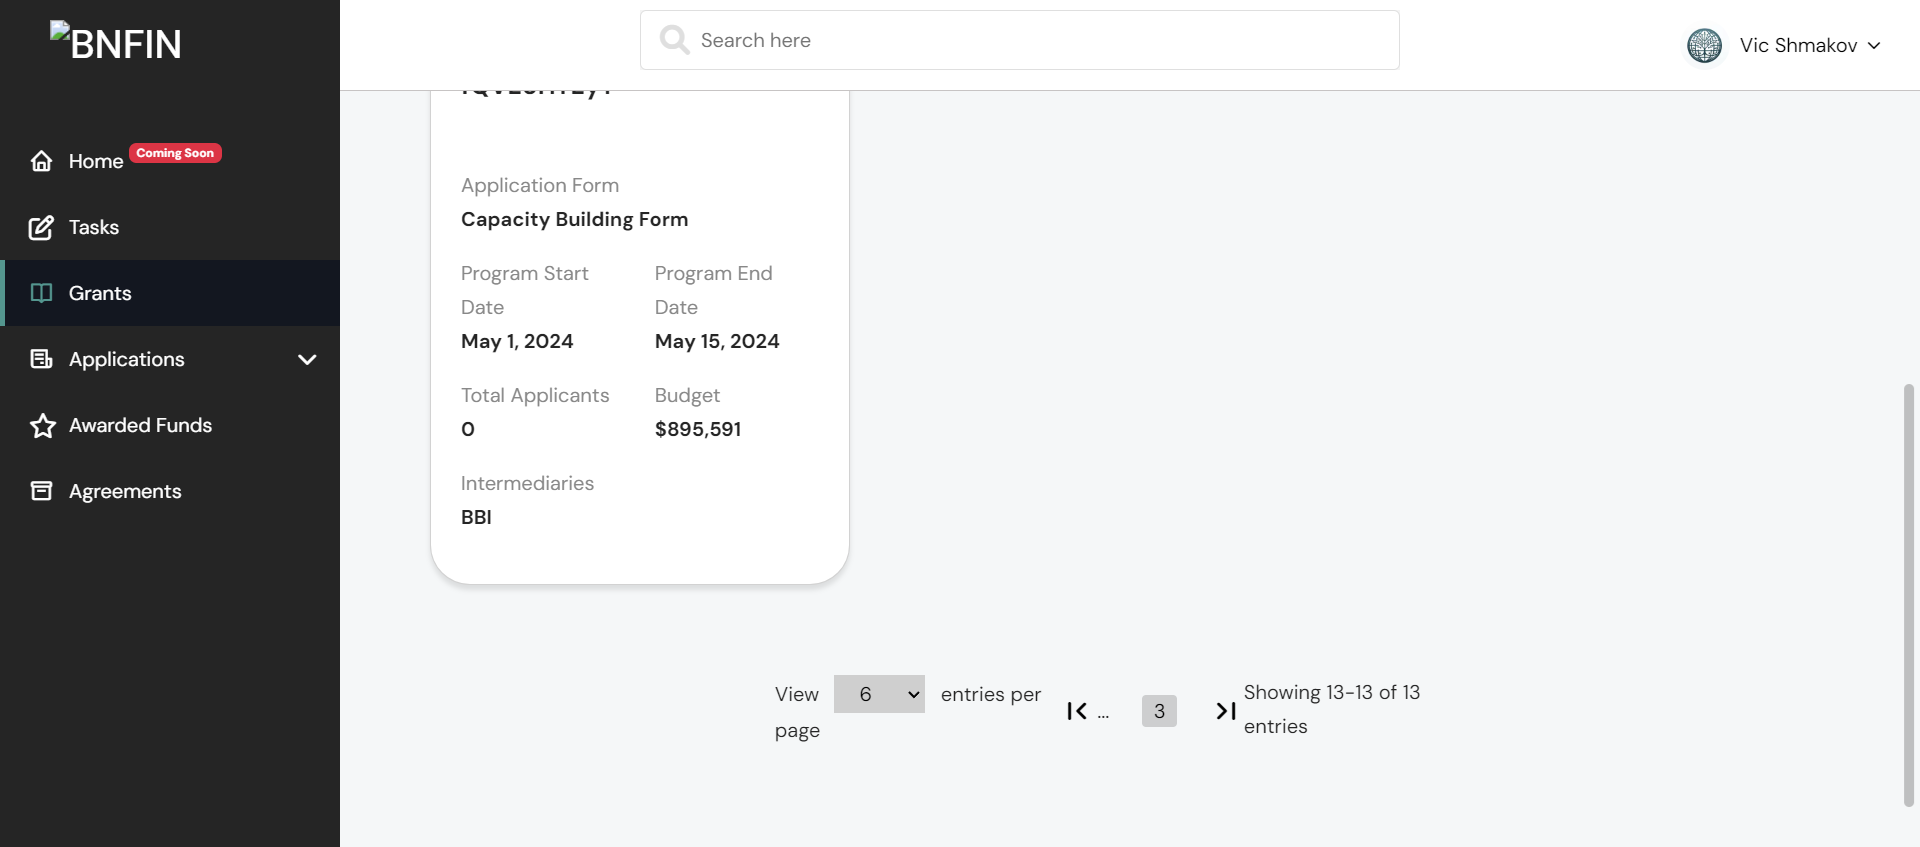 BNFIN
Search here
Vic Shmakov
Home Coming Soon
Tasks
Grants
Applications
Awarded Funds
Agreements
Application Form
Capacity Building Form
Program Start
Date
May 1, 2024
Program End
Date
May 15, 2024
Total Applicants
0
Budget
$895,591
Intermediaries
BBI
View 6 entries per
page
... 3
Showing 13-13 of 13
entries